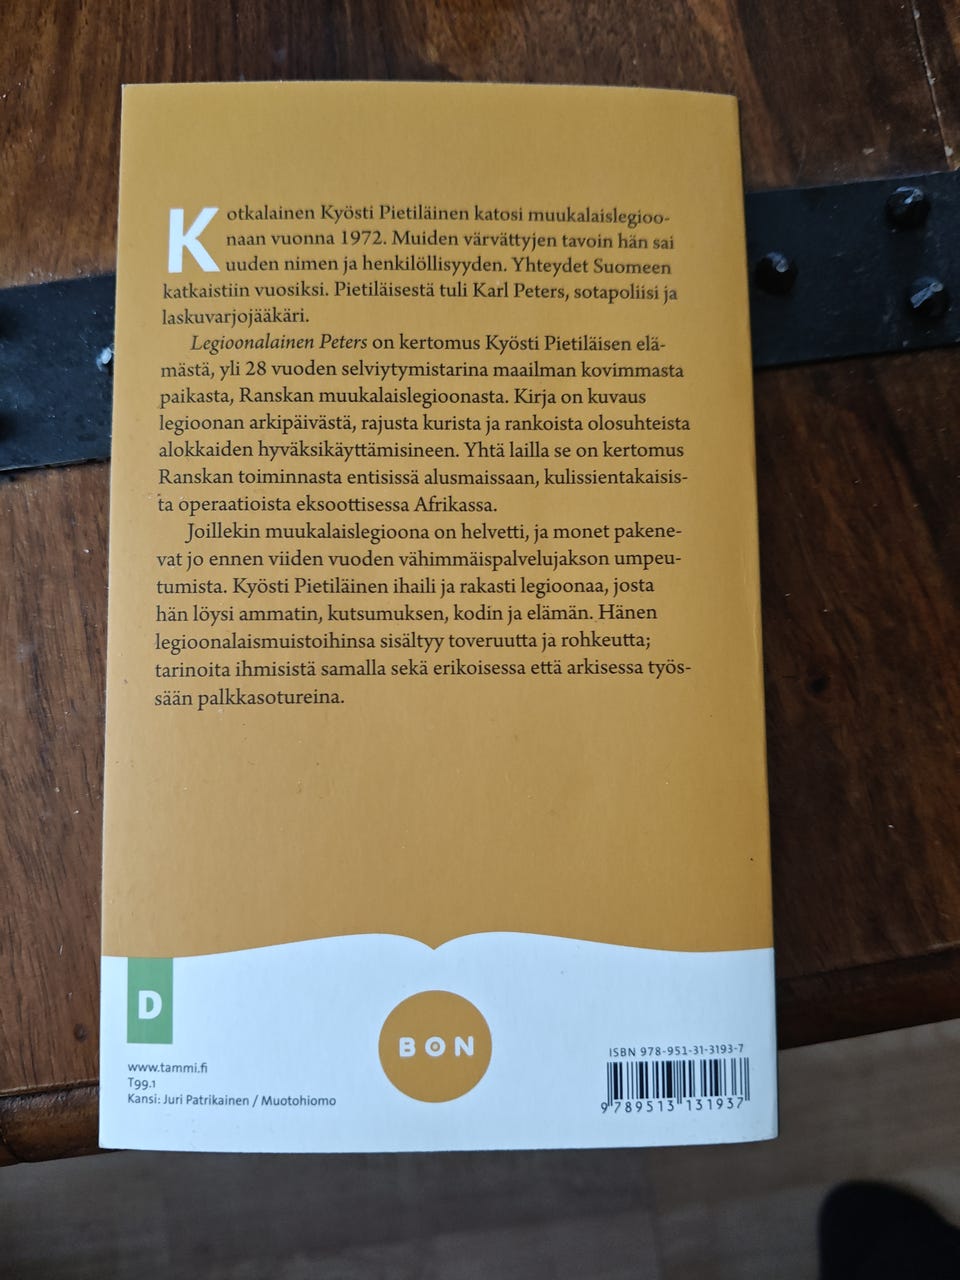 Kotkalainen Kyösti Pietiläinen katosi muukalaislegioo-
naan vuonna 1972. Muiden värvättyjen tavoin hän sai
uuden nimen ja henkilöllisyyden. Yhteydet Suomeen
katkaistiin vuosiksi. Pietiläisestä tuli Karl Peters, sotapoliisi ja
laskuvarjojääkäri.
Legioonalainen Peters on kertomus Kyösti Pietiläisen elä-
mästä, yli 28 vuoden selviytymistarina maailman kovimmasta
paikasta, Ranskan muukalaislegioonasta. Kirja on kuvaus
legioonan arkipäivästä, rajusta kurista ja rankoista olosuhteista
alokkaiden hyväksikäyttämisineen. Yhtä lailla se on kertomus
Ranskan toiminnasta entisissä alusmaissaan, kulissientakaisis-
ta operaatioista eksoottisessa Afrikassa.
Joillekin muukalaislegioona on helvetti, ja monet pakene-
vat jo ennen viiden vuoden vähimmäispalvelujakson umpeu-
tumista. Kyösti Pietiläinen ihaili ja rakasti legioonaa, josta
hän löysi ammatin, kutsumuksen, kodin ja elämän. Hänen
legioonalaismuistoihinsa sisältyy toveruutta ja rohkeutta;
tarinoita ihmisistä samalla sekä erikoisessa että arkisessa työs-
sään palkkasotureina.
D
BON
www.tammi.fi
T99.1
Kansi: Juri Patrikainen / Muotohiomo
ISBN 978-951-31-3193-7
9 789513 131937